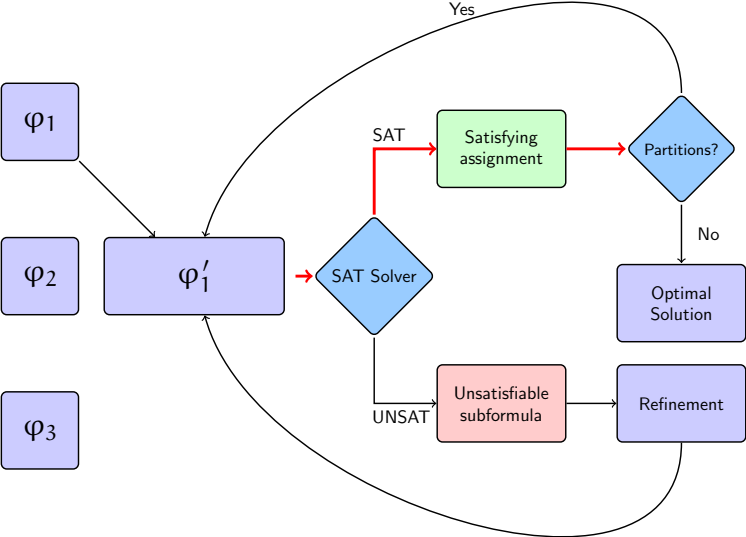 Yes
φ₁
SAT
Satisfying
assignment
Partitions?
No
φ₂
φ₁′
SAT Solver
Optimal
Solution
φ₃
UNSAT
Unsatisfiable
subformula
Refinement